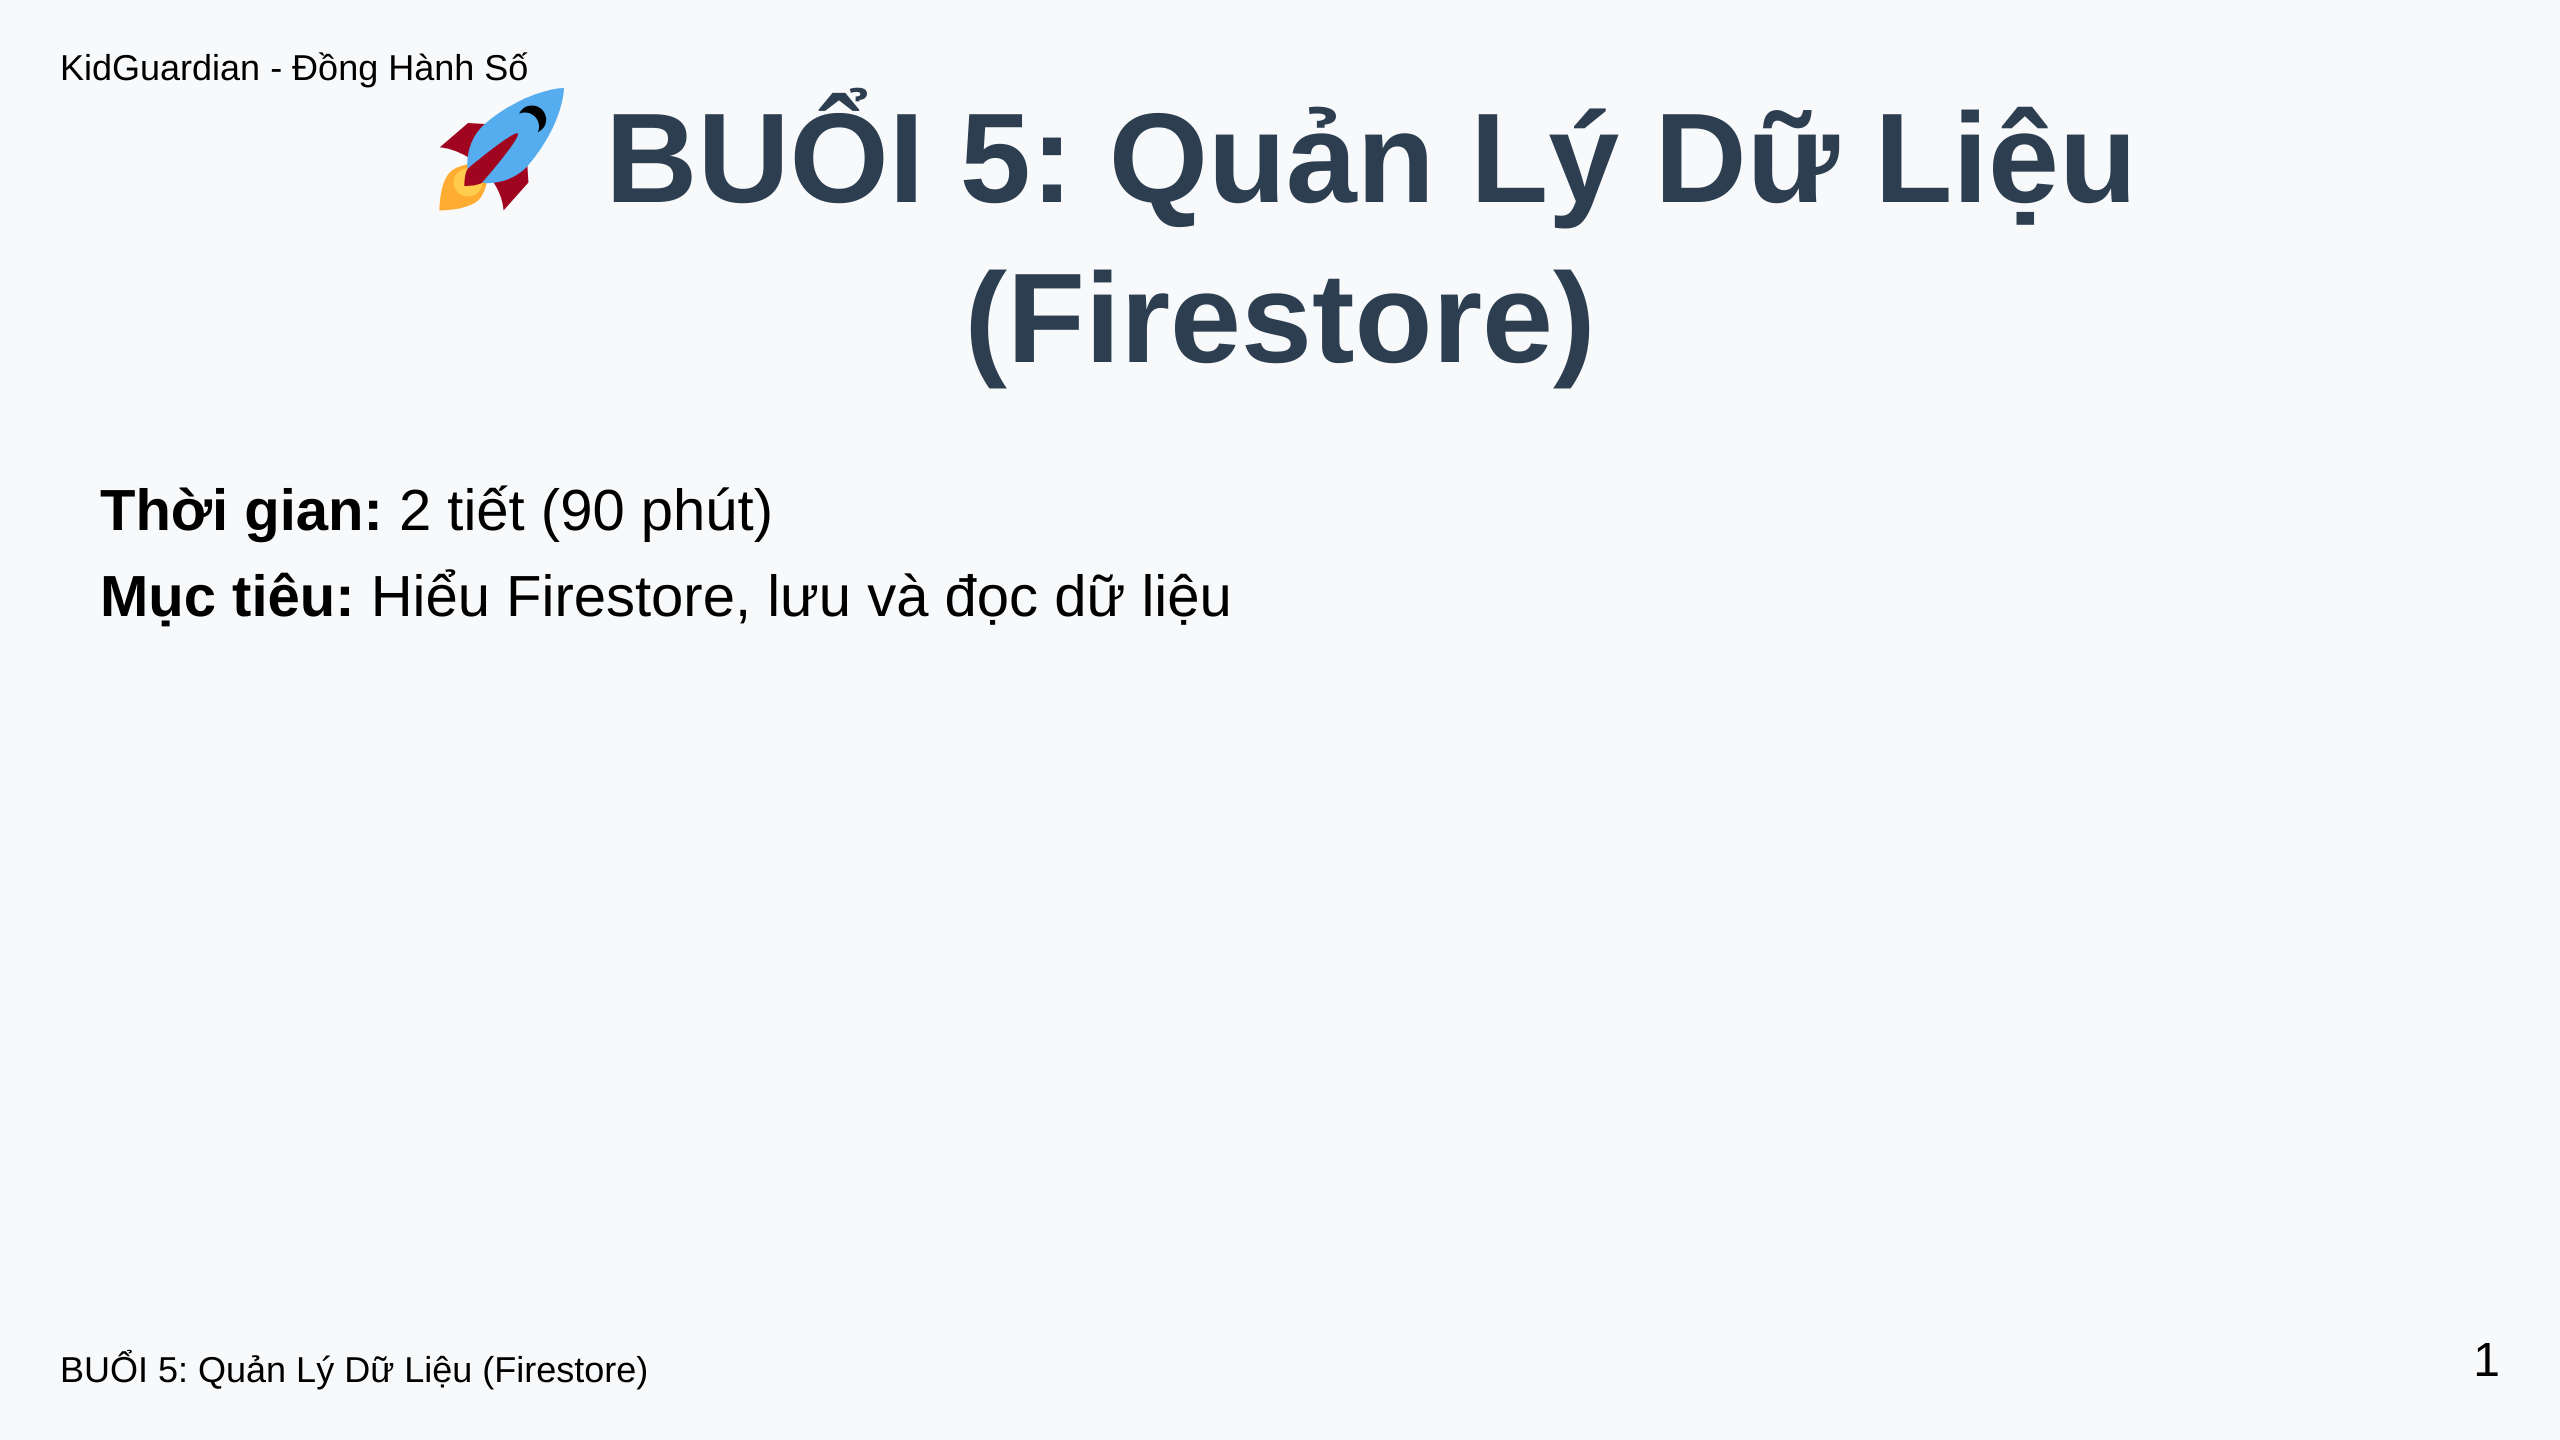 KidGuardian - Đồng Hành Số
🚀 BUỔI 5: Quản Lý Dữ Liệu
(Firestore)
Thời gian: 2 tiết (90 phút)
Mục tiêu: Hiểu Firestore, lưu và đọc dữ liệu
BUỔI 5: Quản Lý Dữ Liệu (Firestore)
1